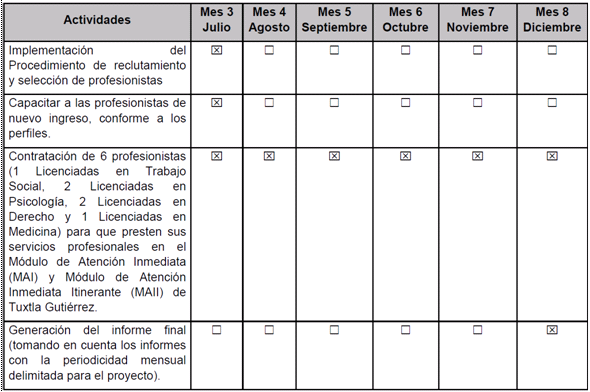 Actividades
Mes 3 Julio
Mes 4 Agosto
Mes 5 Septiembre
Mes 6 Octubre
Mes 7 Noviembre
Mes 8 Diciembre
Implementación del
Procedimiento de reclutamiento
y selección de profesionistas
☒ ☐ ☐ ☐ ☐ ☐
Capacitar a las profesionistas de
nuevo ingreso, conforme a los
perfiles.
☒ ☐ ☐ ☐ ☐ ☐
Contratación de 6 profesionistas
(1 Licenciadas en Trabajo
Social, 2 Licenciadas en
Psicología, 2 Licenciadas en
Derecho y 1 Licenciadas en
Medicina) para que presten sus
servicios profesionales en el
Módulo de Atención Inmediata
(MAI) y Módulo de Atención
Inmediata Itinerante (MAII) de
Tuxtla Gutiérrez.
☒ ☒ ☒ ☒ ☒ ☒
Generación del informe final
(tomando en cuenta los informes
con la periodicidad mensual
delimitada para el proyecto).
☐ ☐ ☐ ☐ ☐ ☒